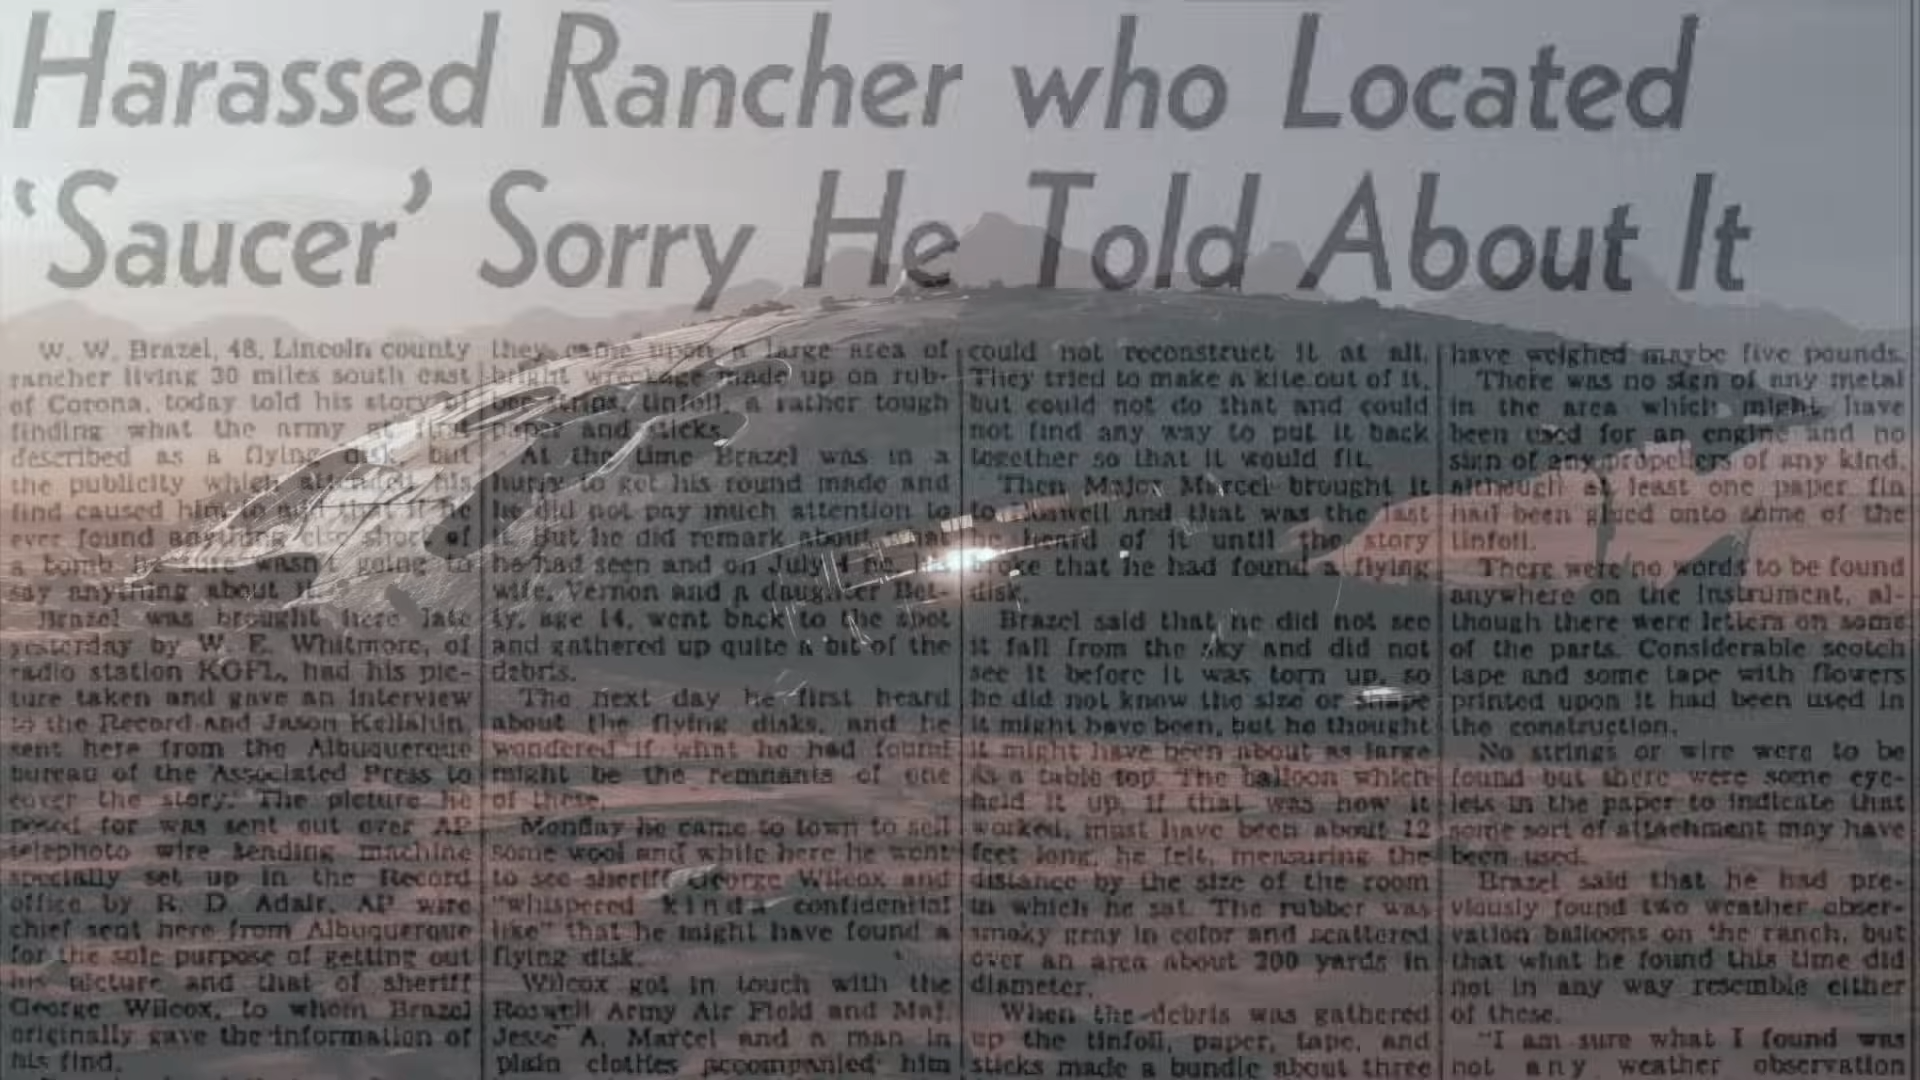 Harassed Rancher who Located
'Saucer' Sorry He Told About It
W. W. Brazel, 48, Lincoln county
rancher living 30 miles south east
of Corona, today told his story of
finding what the army at first
described as a flying disk, but
the publicity which attended his
find caused him to add that if he
ever found anything else short of
a bomb he sure wasn't going to
say anything about it.
Brazel was brought here late
yesterday by W. E. Whitmore, of
radio station KGFL, had his pic-
ture taken and gave an interview
to the Record and Jason Kellahin,
sent here from the Albuquerque
bureau of the Associated Press to
cover the story. The picture he
posed for was sent out over AP
telephoto wire sending machine
specially set up in the Record
office by R. D. Adair, AP wire
chief sent here from Albuquerque
for the sole purpose of getting out
his picture and that of sheriff
George Wilcox, to whom Brazel
originally gave the information of
his find.
they came upon a large area of
bright wreckage made up on rub-
ber strips, tinfoil, a rather tough
paper and sticks.
At the time Brazel was in a
hurry to get his round made and
he did not pay much attention to
it. But he did remark about what
he had seen and on July 4 he, his
wife, Vernon and a daughter Bet-
ty, age 14, went back to the spot
and gathered up quite a bit of the
debris.
The next day he first heard
about the flying disks, and he
wondered if what he had found
might be the remnants of one
of these.
Monday he came to town to sell
some wool and while here he went
to see sheriff George Wilcox and
"whispered kinda confidential
like" that he might have found a
flying disk.
Wilcox got in touch with the
Roswell Army Air Field and Maj.
Jesse A. Marcel and a man in
plain clothes accompanied him
could not reconstruct it at all.
They tried to make a kite out of it,
but could not do that and could
not find any way to put it back
together so that it would fit.
Then Major Marcel brought it
to Roswell and that was the last
he heard of it until the story
broke that he had found a flying
disk.
Brazel said that he did not see
it fall from the sky and did not
see it before it was torn up, so
he did not know the size or shape
it might have been, but he thought
it might have been about as large
as a table top. The balloon which
held it up, if that was how it
worked, must have been about 12
feet long, he felt, measuring the
distance by the size of the room
in which he sat. The rubber was
smoky gray in color and scattered
over an area about 200 yards in
diameter.
When the debris was gathered
up the tinfoil, paper, tape, and
sticks made a bundle about three
have weighed maybe five pounds.
There was no sign of any metal
in the area which might have
been used for an engine and no
sign of any propellers of any kind,
although at least one paper fin
had been glued onto some of the
tinfoil.
There were no words to be found
anywhere on the instrument, al-
though there were letters on some
of the parts. Considerable scotch
tape and some tape with flowers
printed upon it had been used in
the construction.
No strings or wire were to be
found but there were some eye-
lets in the paper to indicate that
some sort of attachment may have
been used.
Brazel said that he had pre-
viously found two weather obser-
vation balloons on the ranch, but
that what he found this time did
not in any way resemble either
of these.
"I am sure what I found was
not any weather observation